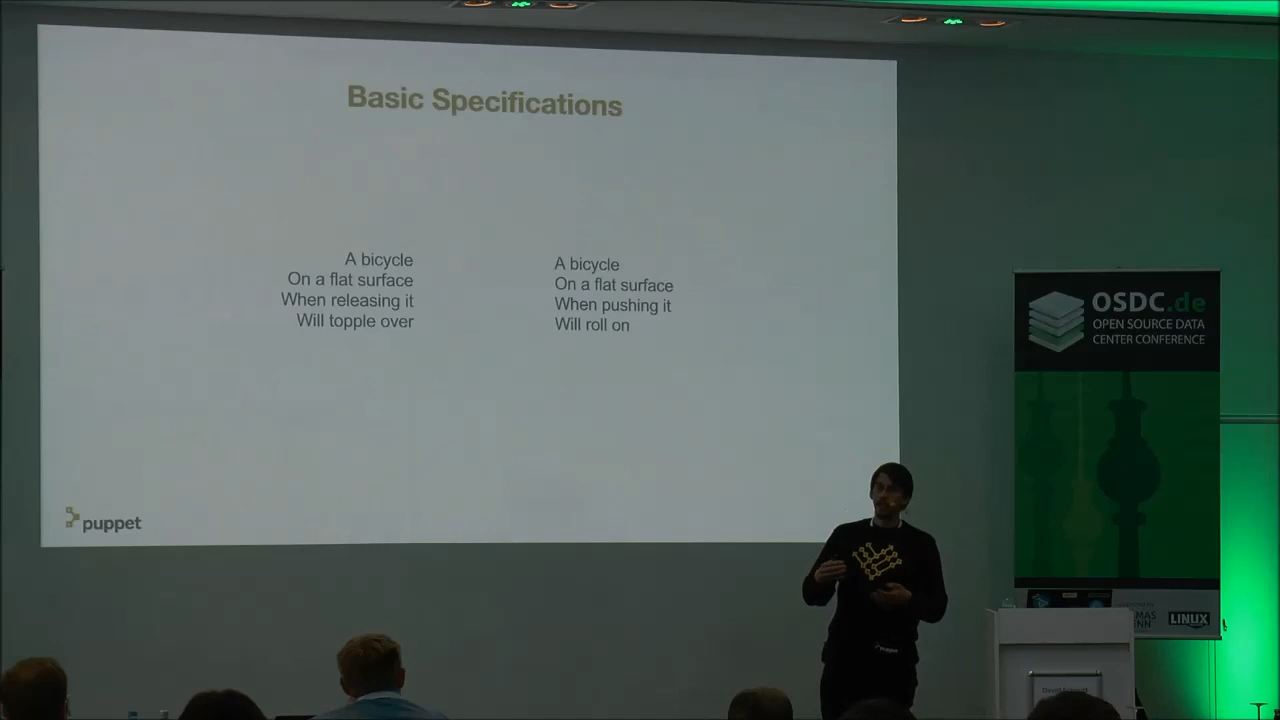 Basic Specifications
A bicycle
On a flat surface
When releasing it
Will topple over
A bicycle
On a flat surface
When pushing it
Will roll on
puppet
OSDC.de
OPEN SOURCE DATA
CENTER CONFERENCE
LINUX
puppet